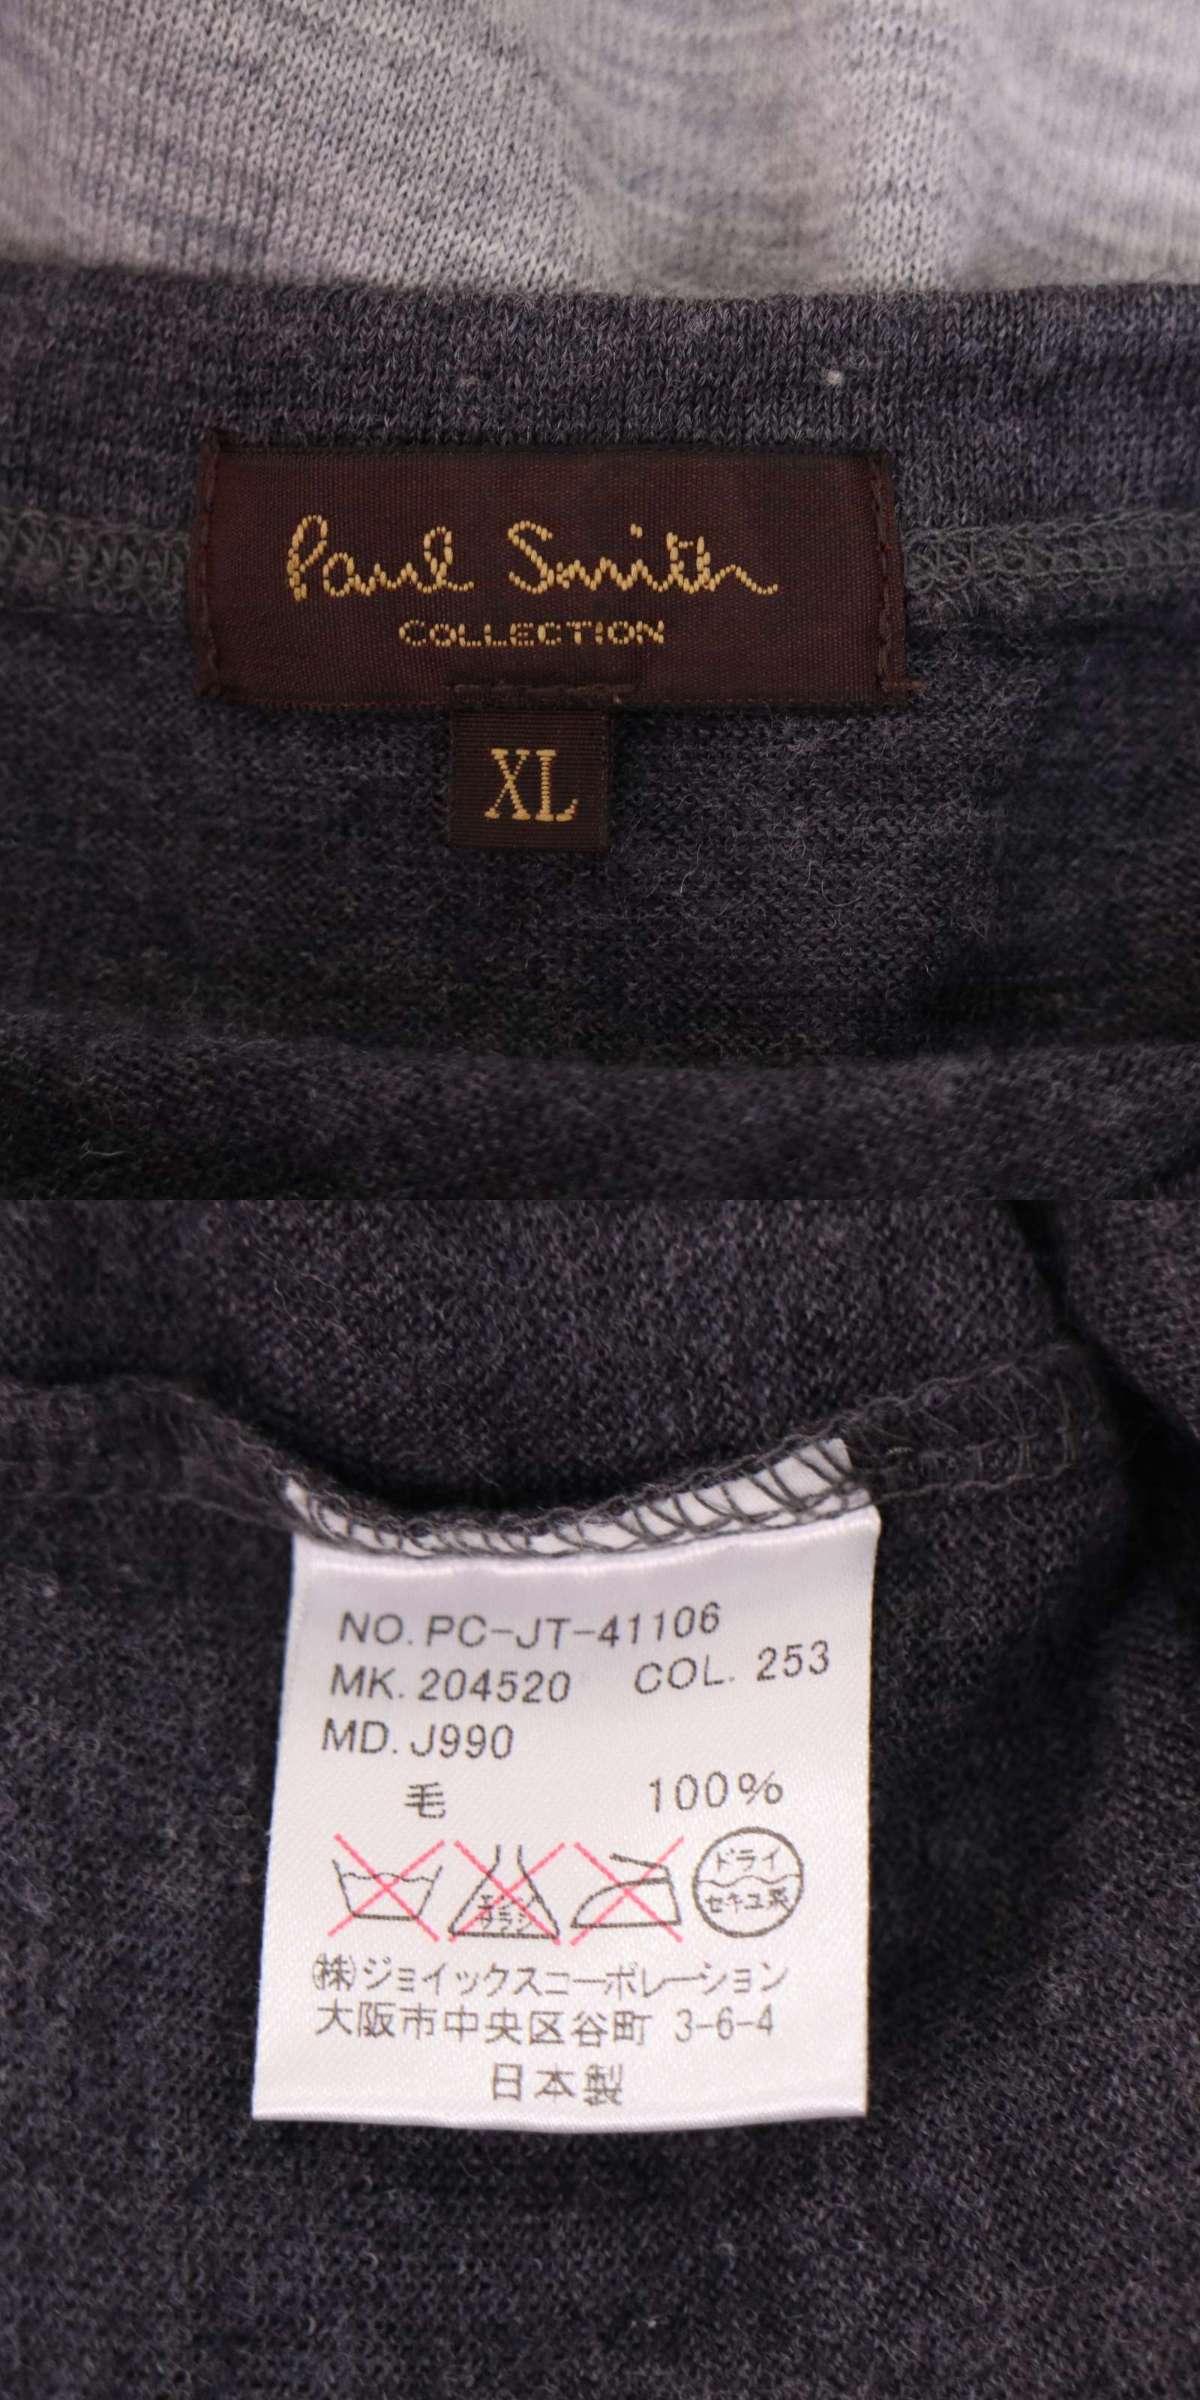 Paul Smith
COLLECTION
XL
NO.PC-JT-41106
MK.204520 COL. 253
MD.J990
毛 100%
ドライ
セキユ系
㈱ジョイックスコーポレーション
大阪市中央区谷町 3-6-4
日本製